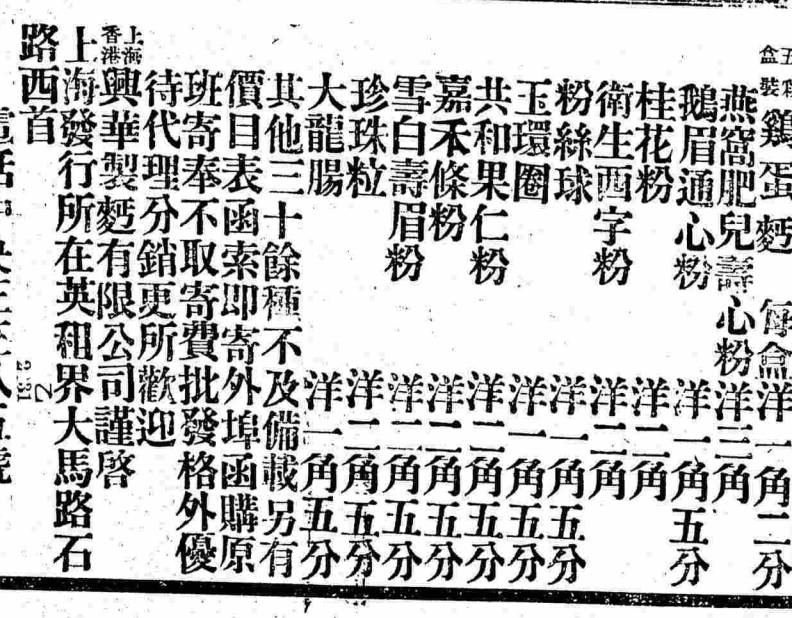 盒裝鷄蛋麪 每盒洋一角二分
燕窩肥兒壽心粉 洋三角
鵝眉通心粉 洋一角五分
桂花粉 洋二角
衛生酉字粉 洋二角
粉絲球 洋一角五分
玉環圈 洋一角五分
共和果仁粉 洋二角五分
嘉禾條粉 洋二角五分
雪白壽眉粉 洋二角五分
珍珠粒 洋二角五分
大龍腸 洋一角五分
其他三十餘種不及備載另有
價目表函索即寄外埠函購原
班寄奉不取寄費批發格外優
待代理分銷更所歡迎
上海香港興華製麪有限公司謹啓
上海發行所在英租界大馬路石
路西首
電話